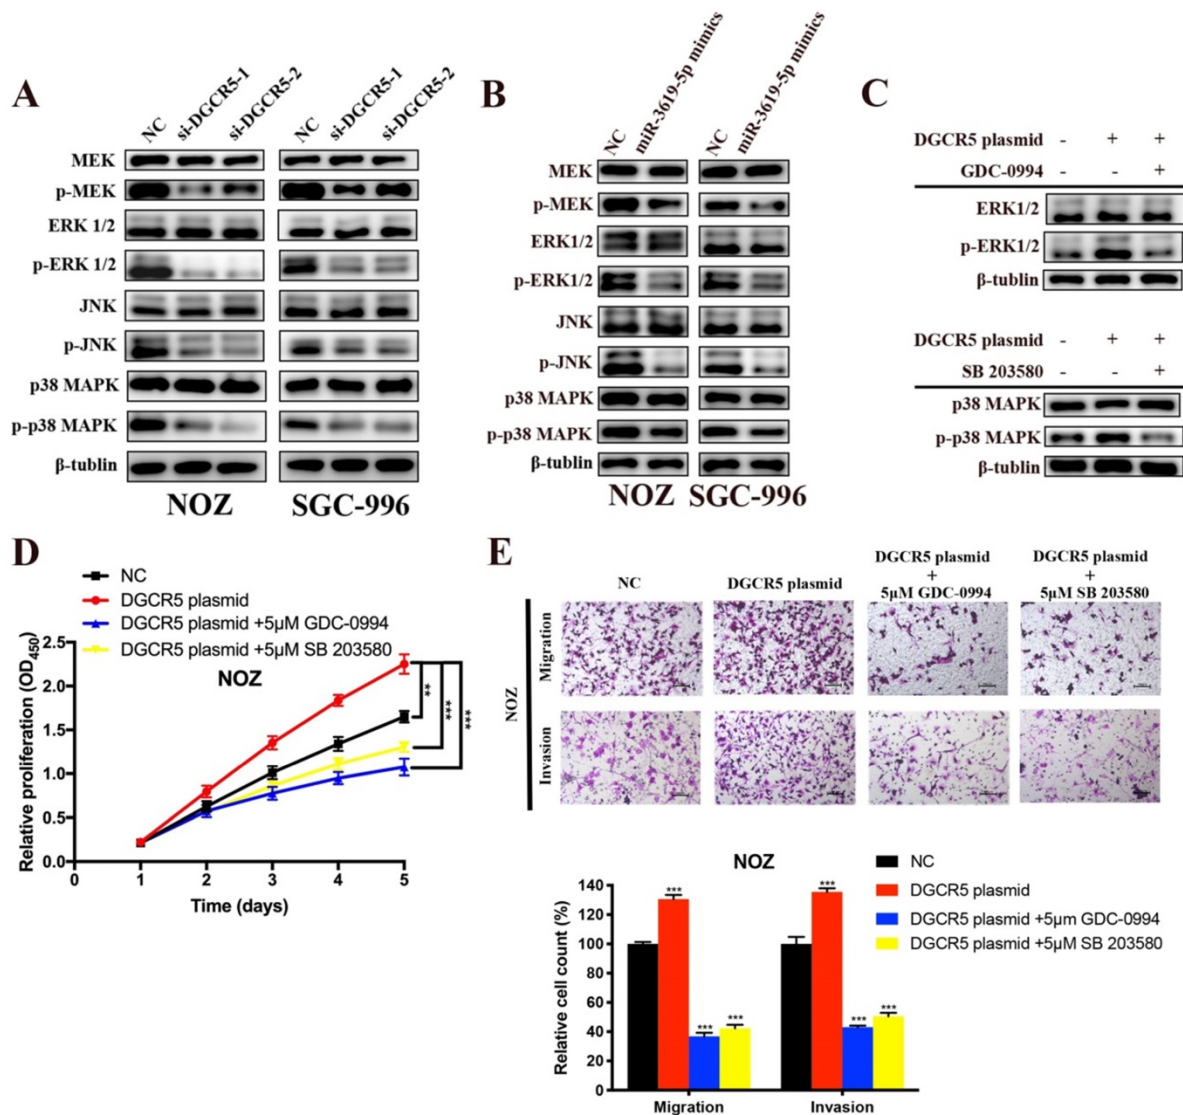 A
NC
si-DGCR5-1
si-DGCR5-2
NC
si-DGCR5-1
si-DGCR5-2
MEK
p-MEK
ERK 1/2
p-ERK 1/2
JNK
p-JNK
p38 MAPK
p-p38 MAPK
β-tublin
NOZ
SGC-996
B
NC
miR-3619-5p mimics
NC
miR-3619-5p mimics
MEK
p-MEK
ERK1/2
p-ERK1/2
JNK
p-JNK
p38 MAPK
p-p38 MAPK
β-tublin
NOZ
SGC-996
C
DGCR5 plasmid - + +
GDC-0994 - - +
ERK1/2
p-ERK1/2
β-tublin
DGCR5 plasmid - + +
SB 203580 - - +
p38 MAPK
p-p38 MAPK
β-tublin
D
NC
DGCR5 plasmid
DGCR5 plasmid +5μM GDC-0994
DGCR5 plasmid +5μM SB 203580
NOZ
Relative proliferation (OD450)
2.5
2.0
1.5
1.0
0.5
0.0
0 1 2 3 4 5
Time (days)
**
***
***
E
NC
DGCR5 plasmid
DGCR5 plasmid
+
5μM GDC-0994
DGCR5 plasmid
+
5μM SB 203580
NOZ
Migration
Invasion
NOZ
NC
DGCR5 plasmid
DGCR5 plasmid +5μm GDC-0994
DGCR5 plasmid +5μM SB 203580
Relative cell count (%)
140
120
100
80
60
40
20
0
***
***
***
***
***
***
Migration Invasion